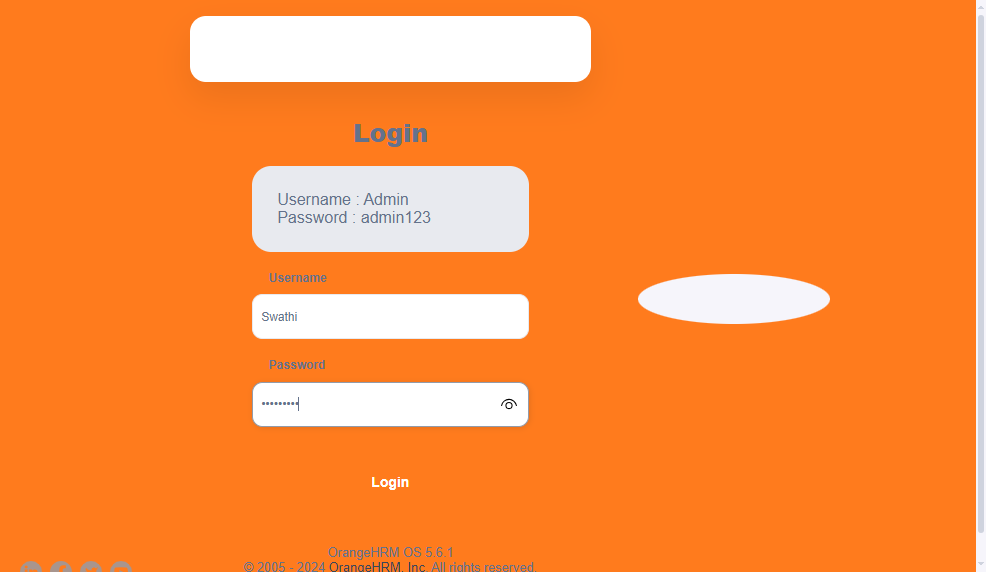 Login
Username : Admin
Password : admin123
Username
Swathi
Password
•••••••••
Login
OrangeHRM OS 5.6.1
© 2005 - 2024 OrangeHRM, Inc. All rights reserved.